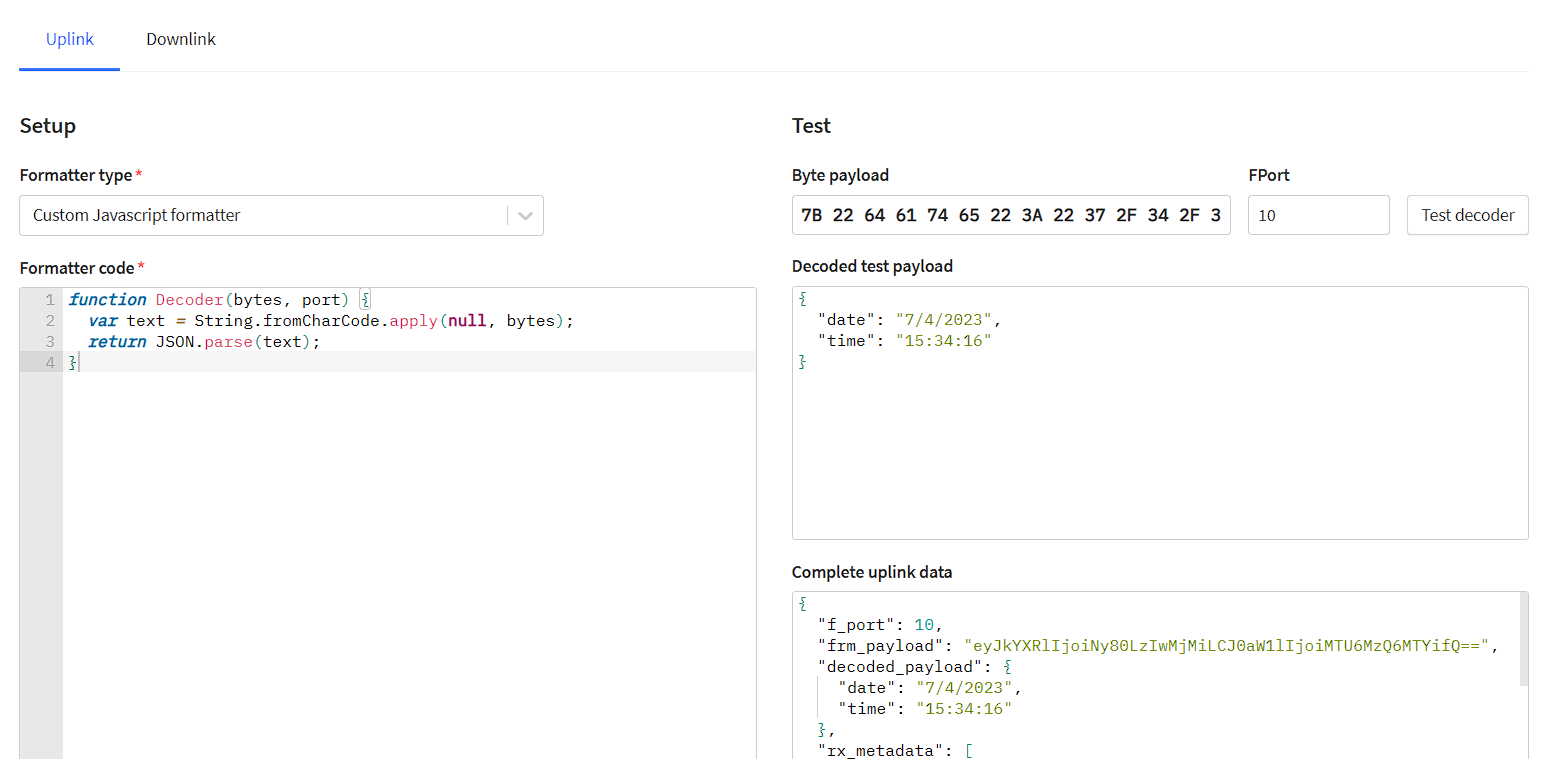 Uplink Downlink
Setup
Formatter type *
Custom Javascript formatter
Formatter code *
1 function Decoder(bytes, port) {
2   var text = String.fromCharCode.apply(null, bytes);
3   return JSON.parse(text);
4 }
Test
Byte payload FPort
7B 22 64 61 74 65 22 3A 22 37 2F 34 2F 3 10 Test decoder
Decoded test payload
{
  "date": "7/4/2023",
  "time": "15:34:16"
}
Complete uplink data
{
  "f_port": 10,
  "frm_payload": "eyJkYXRlIjoiNy80LzIwMjMiLCJ0aW1lIjoiMTU6MzQ6MTYifQ==",
  "decoded_payload": {
    "date": "7/4/2023",
    "time": "15:34:16"
  },
  "rx_metadata": [